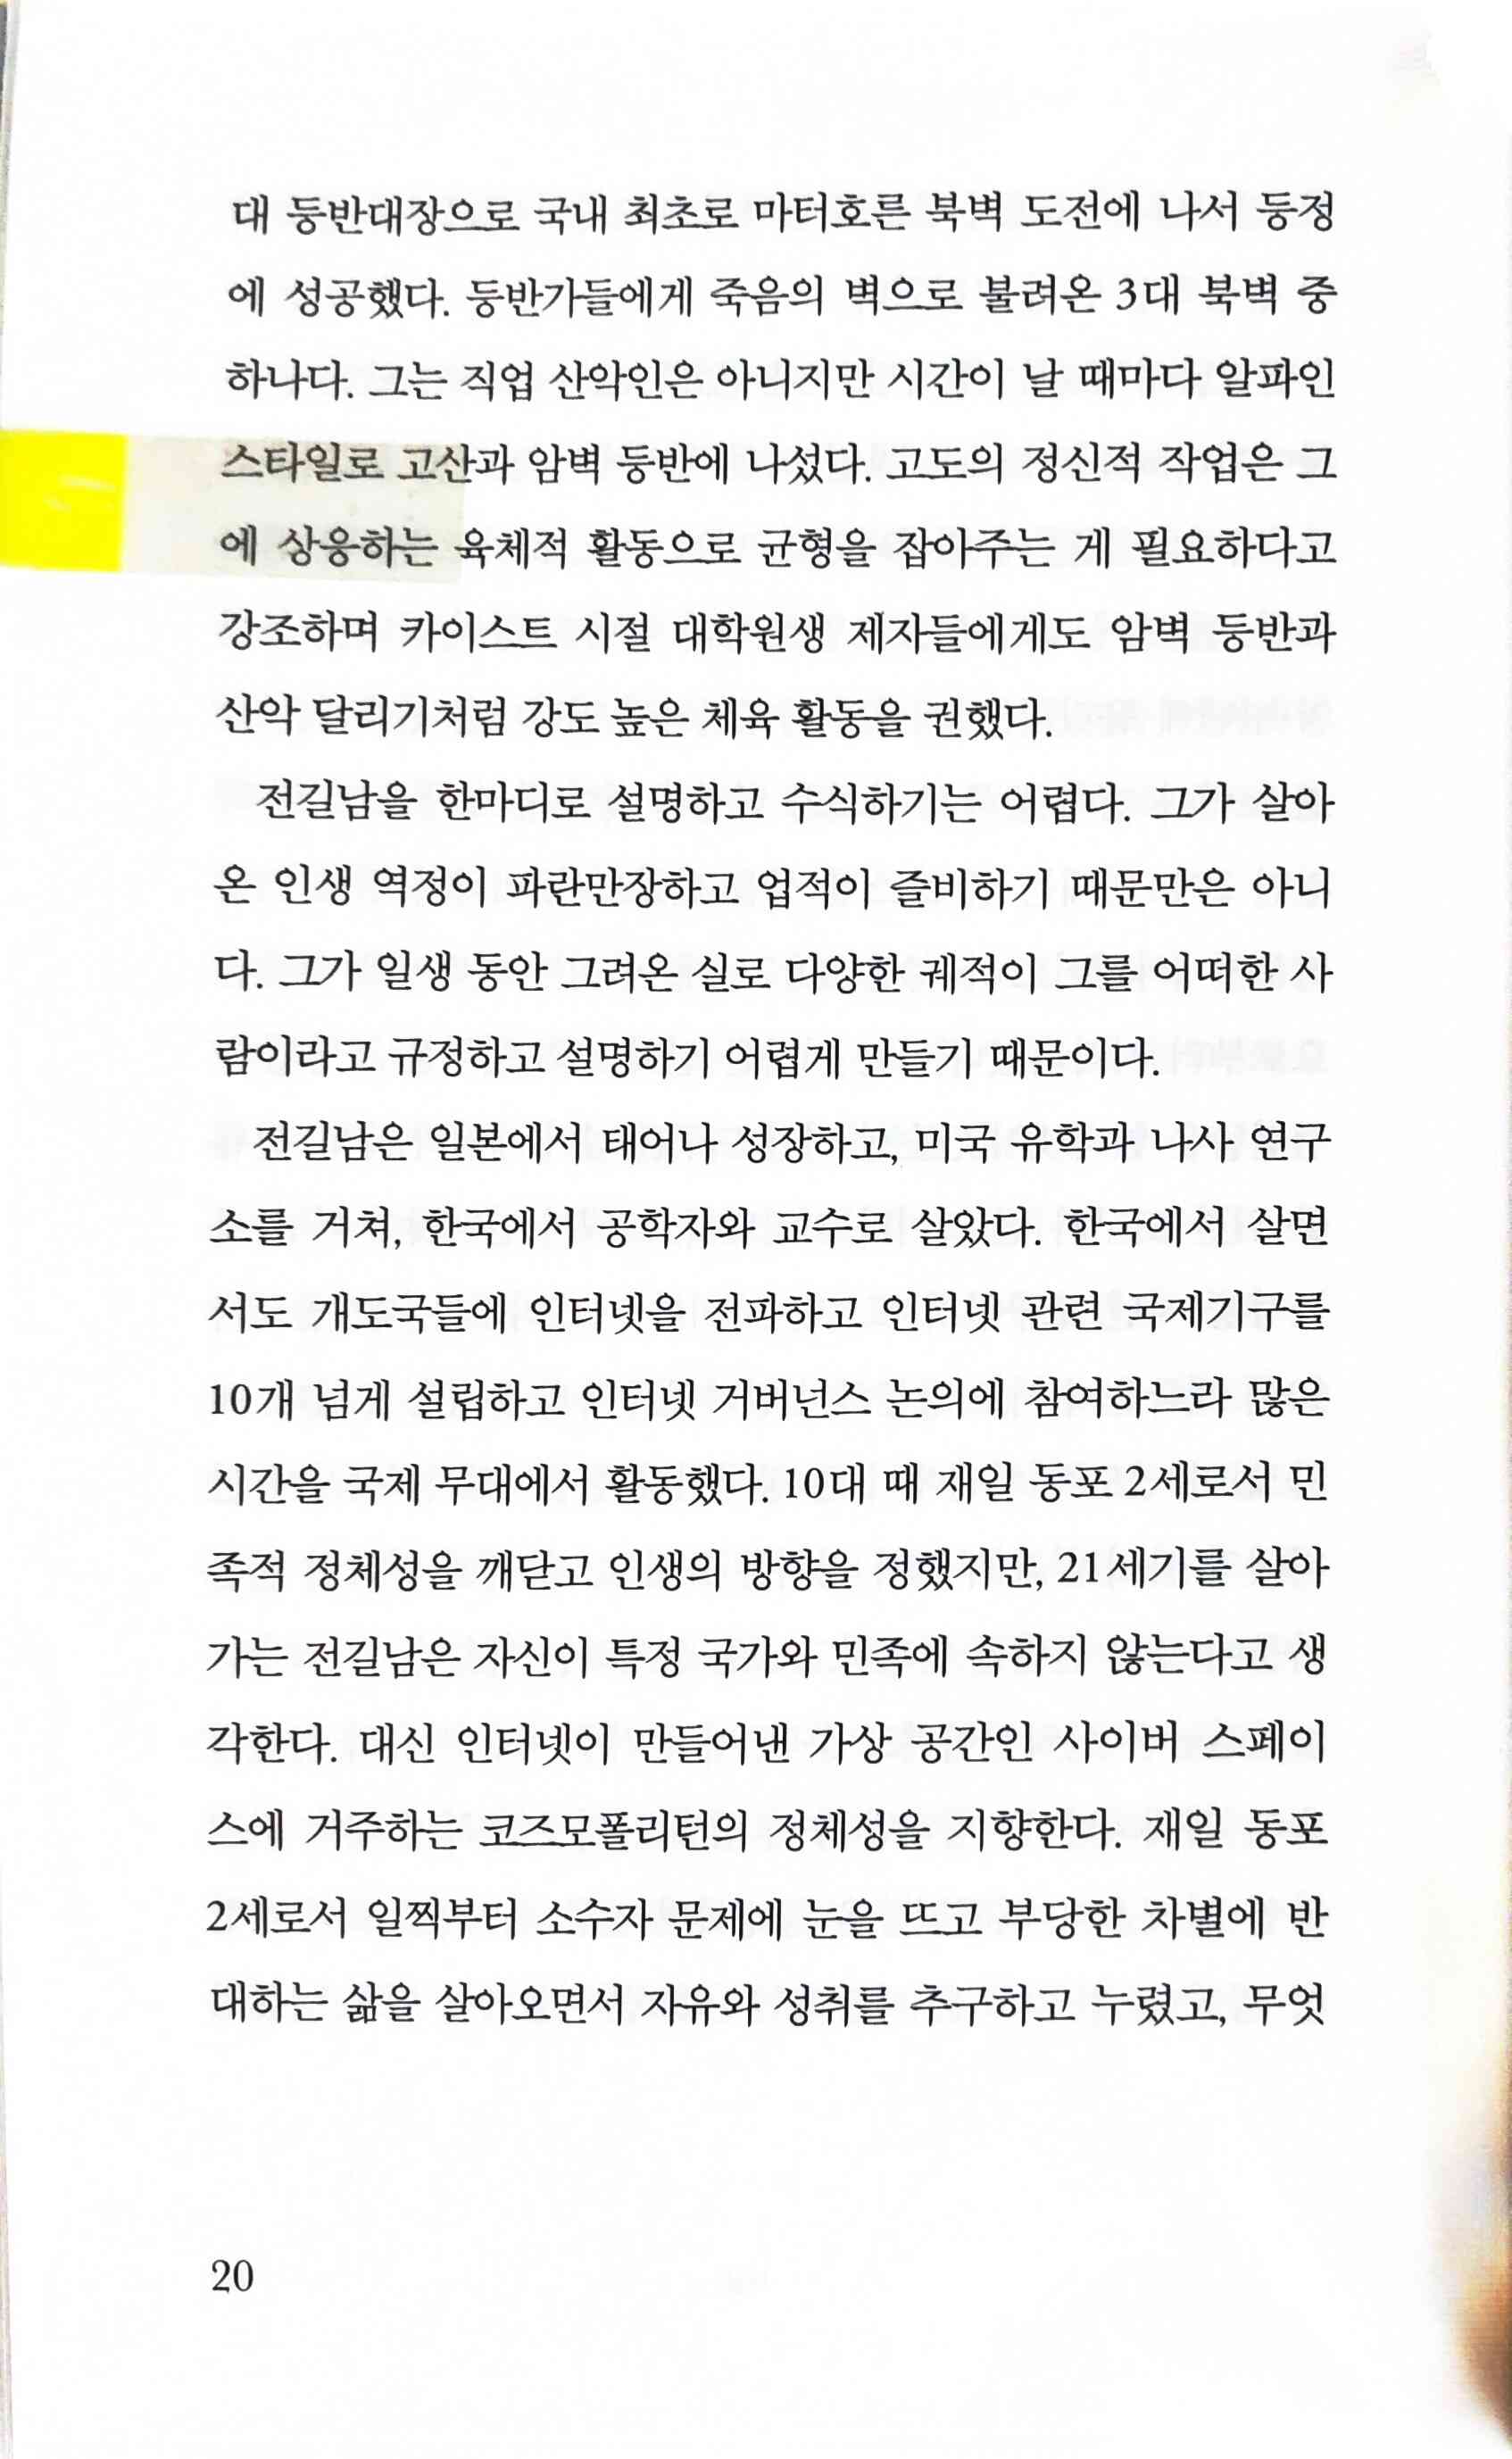 대 등반대장으로 국내 최초로 마터호른 북벽 도전에 나서 등정
에 성공했다. 등반가들에게 죽음의 벽으로 불려온 3대 북벽 중
하나다. 그는 직업 산악인은 아니지만 시간이 날 때마다 알파인
스타일로 고산과 암벽 등반에 나섰다. 고도의 정신적 작업은 그
에 상응하는 육체적 활동으로 균형을 잡아주는 게 필요하다고
강조하며 카이스트 시절 대학원생 제자들에게도 암벽 등반과
산악 달리기처럼 강도 높은 체육 활동을 권했다.
전길남을 한마디로 설명하고 수식하기는 어렵다. 그가 살아
온 인생 역정이 파란만장하고 업적이 즐비하기 때문만은 아니
다. 그가 일생 동안 그려온 실로 다양한 궤적이 그를 어떠한 사
람이라고 규정하고 설명하기 어렵게 만들기 때문이다.
전길남은 일본에서 태어나 성장하고, 미국 유학과 나사 연구
소를 거쳐, 한국에서 공학자와 교수로 살았다. 한국에서 살면
서도 개도국들에 인터넷을 전파하고 인터넷 관련 국제기구를
10개 넘게 설립하고 인터넷 거버넌스 논의에 참여하느라 많은
시간을 국제 무대에서 활동했다. 10대 때 재일 동포 2세로서 민
족적 정체성을 깨닫고 인생의 방향을 정했지만, 21세기를 살아
가는 전길남은 자신이 특정 국가와 민족에 속하지 않는다고 생
각한다. 대신 인터넷이 만들어낸 가상 공간인 사이버 스페이
스에 거주하는 코즈모폴리턴의 정체성을 지향한다. 재일 동포
2세로서 일찍부터 소수자 문제에 눈을 뜨고 부당한 차별에 반
대하는 삶을 살아오면서 자유와 성취를 추구하고 누렸고, 무엇
20